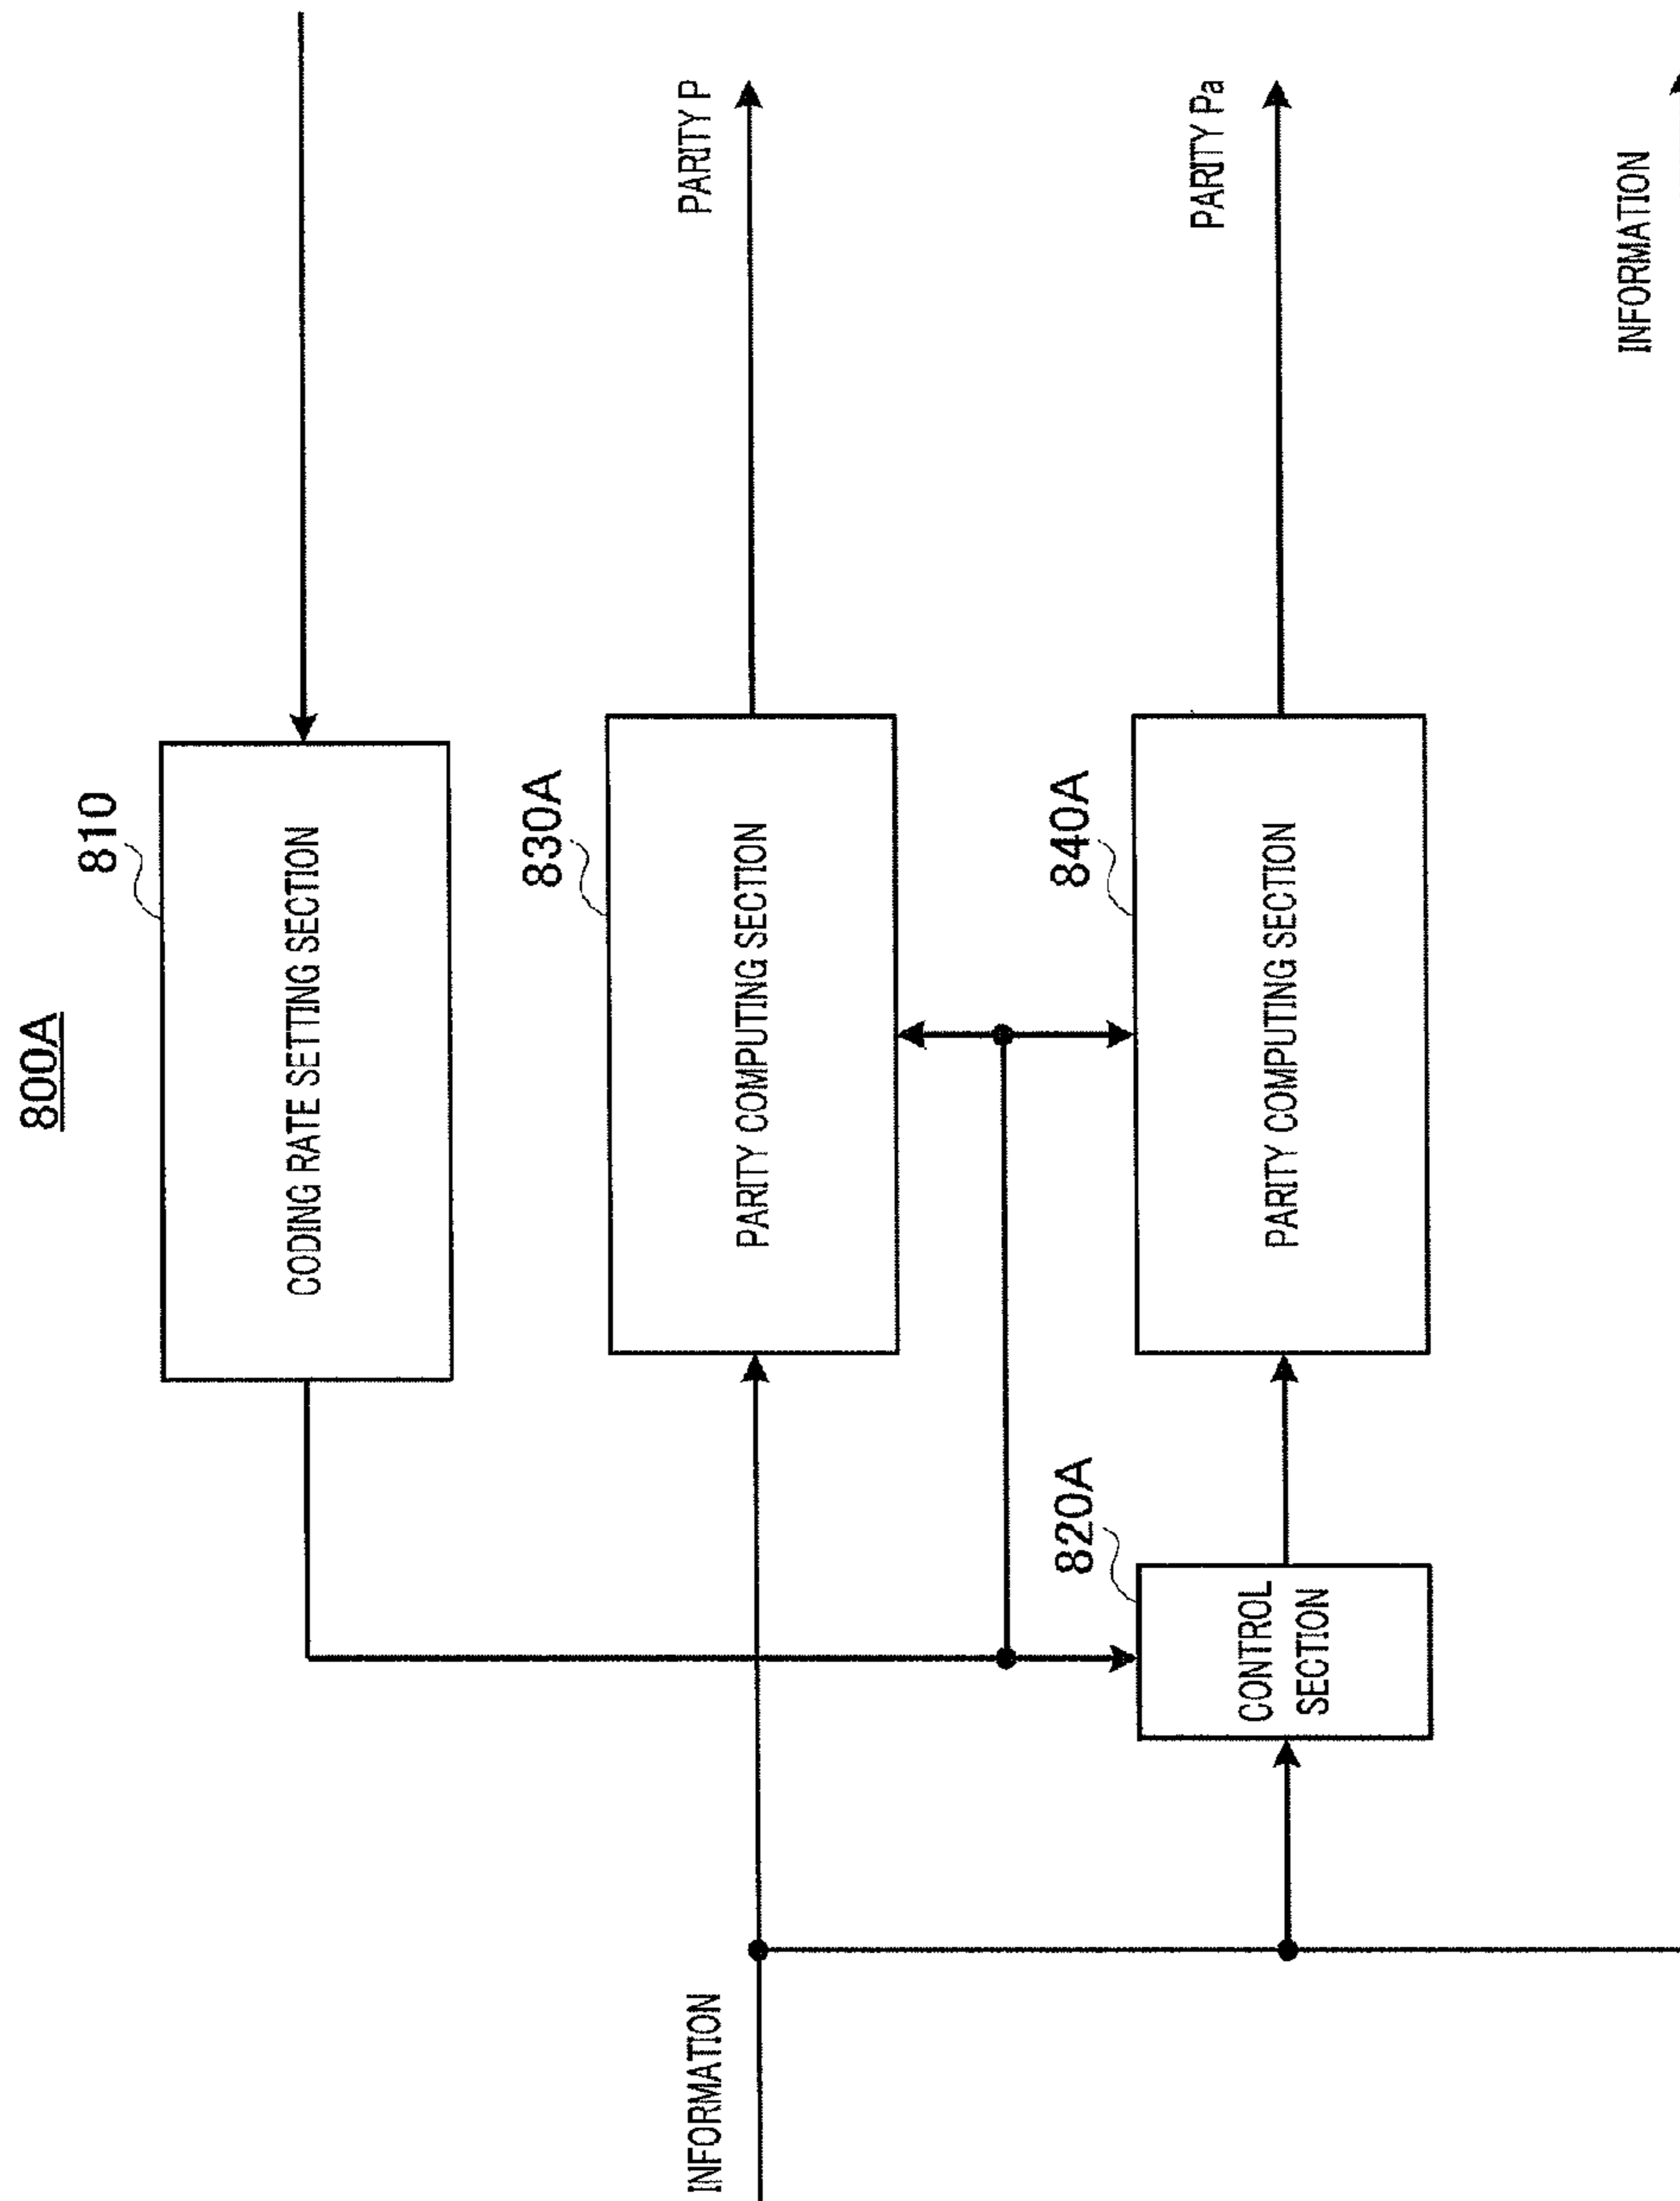 800A
810
CODING RATE SETTING SECTION
INFORMATION
830A
PARITY COMPUTING SECTION
PARITY P
820A
CONTROL
SECTION
840A
PARITY COMPUTING SECTION
PARITY Pa
INFORMATION